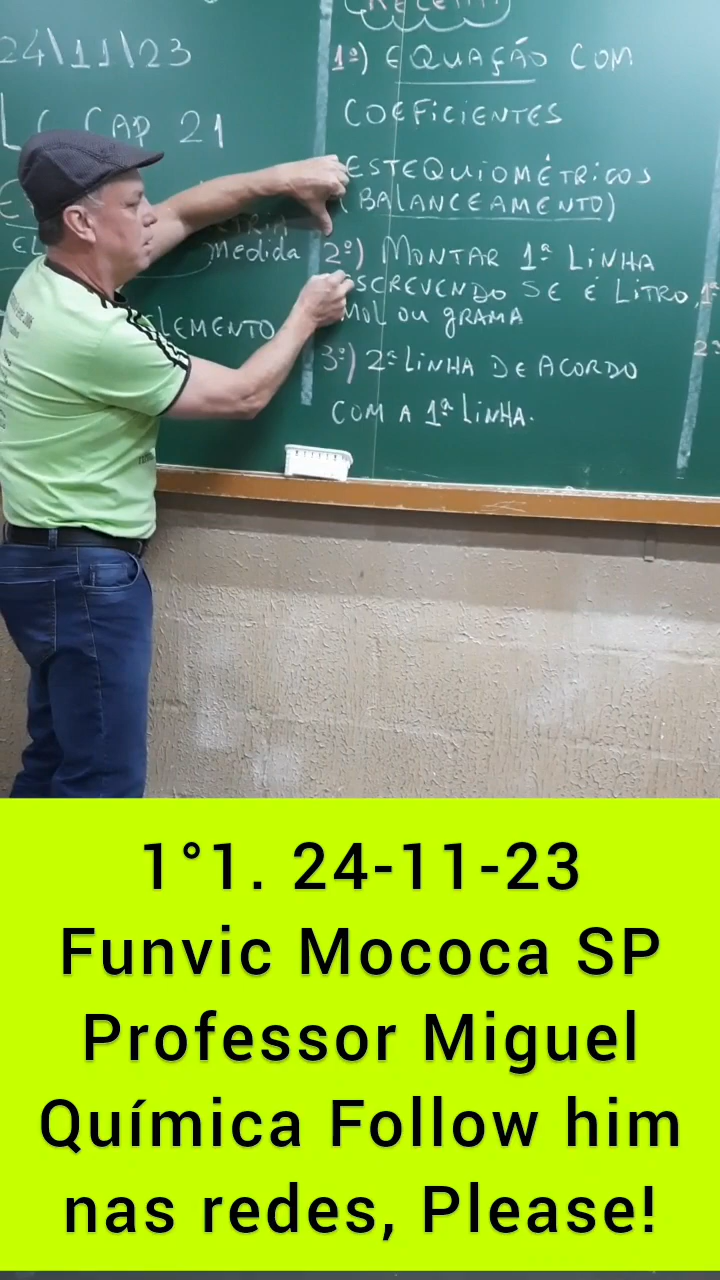 24\11\23
CAP 21
medida
ELEMENTO
1º) EQUAÇÃO COM
COEFICIENTES
ESTEQUIOMÉTRICOS
(BALANCEAMENTO)
2º) MONTAR 1ª LINHA
ESCREVENDO SE É LITRO,
MOL OU GRAMA
3º) 2ª LINHA DE ACORDO
COM A 1ª LINHA.
1°1. 24-11-23
Funvic Mococa SP
Professor Miguel
Química Follow him
nas redes, Please!